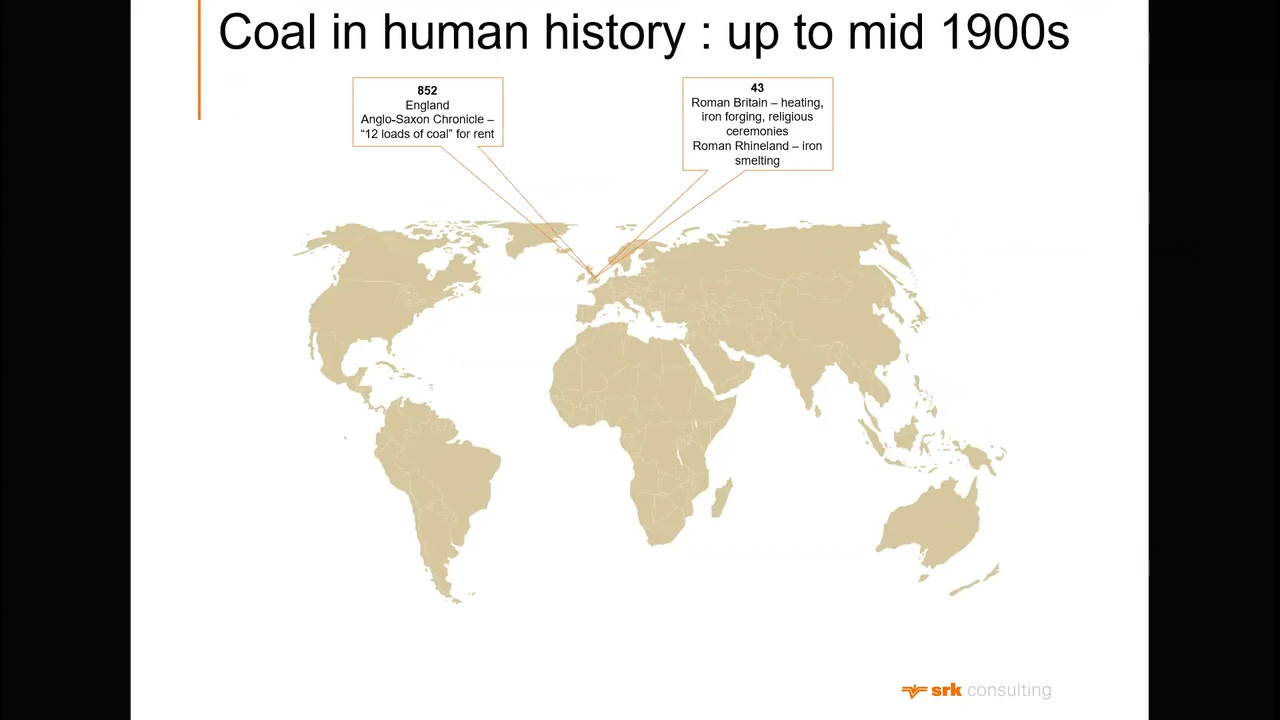 Coal in human history : up to mid 1900s
852
England
Anglo-Saxon Chronicle –
“12 loads of coal” for rent
43
Roman Britain – heating,
iron forging, religious
ceremonies
Roman Rhineland – iron
smelting
srk consulting